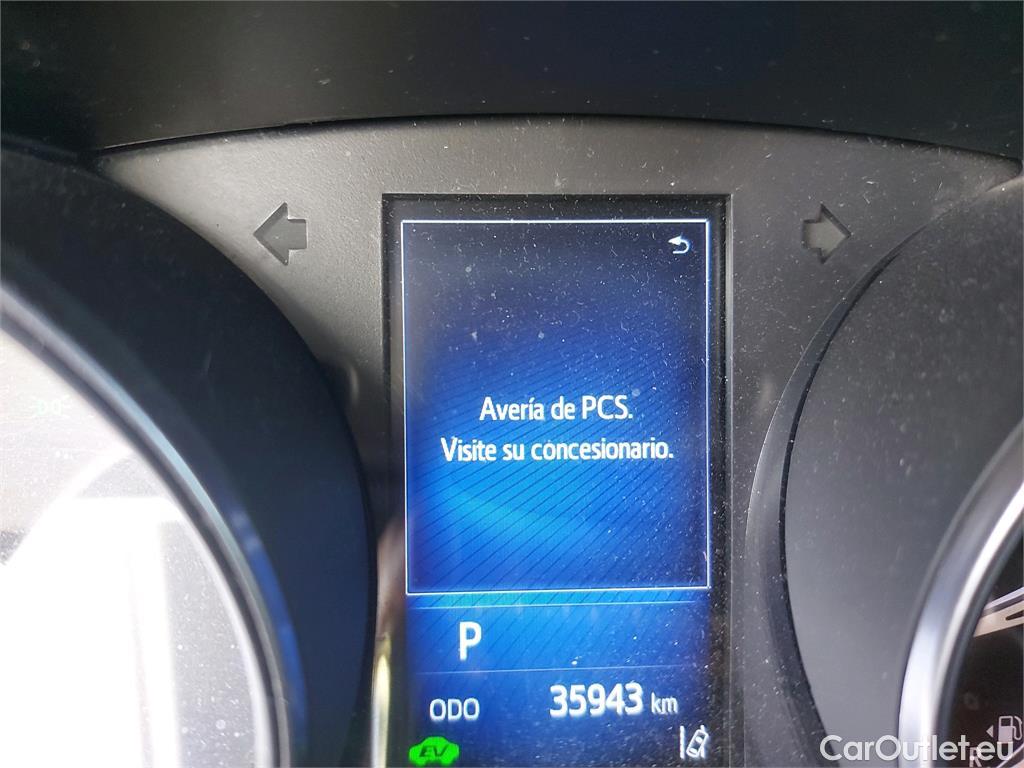 Avería de PCS.
Visite su concesionario.
P
ODO 35943 km
EV
R
CarOutlet.eu